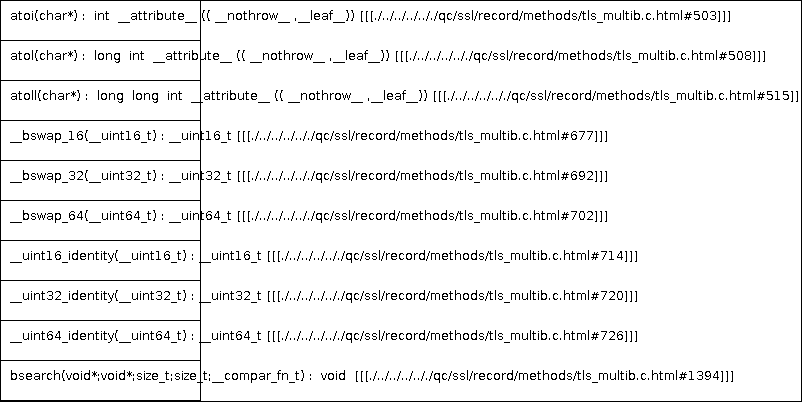 atoi(char*) : int __attribute__ (( __nothrow__ ,__leaf__)) [[[./../../../../qc/ssl/record/methods/tls_multib.c.html#503]]]
atol(char*) : long int __attribute__ (( __nothrow__ ,__leaf__)) [[[./../../../../qc/ssl/record/methods/tls_multib.c.html#508]]]
atoll(char*) : long long int __attribute__ (( __nothrow__ ,__leaf__)) [[[./../../../../qc/ssl/record/methods/tls_multib.c.html#515]]]
__bswap_16(__uint16_t) : __uint16_t [[[./../../../../qc/ssl/record/methods/tls_multib.c.html#677]]]
__bswap_32(__uint32_t) : __uint32_t [[[./../../../../qc/ssl/record/methods/tls_multib.c.html#692]]]
__bswap_64(__uint64_t) : __uint64_t [[[./../../../../qc/ssl/record/methods/tls_multib.c.html#702]]]
__uint16_identity(__uint16_t) : __uint16_t [[[./../../../../qc/ssl/record/methods/tls_multib.c.html#714]]]
__uint32_identity(__uint32_t) : __uint32_t [[[./../../../../qc/ssl/record/methods/tls_multib.c.html#720]]]
__uint64_identity(__uint64_t) : __uint64_t [[[./../../../../qc/ssl/record/methods/tls_multib.c.html#726]]]
bsearch(void*;void*;size_t;size_t;__compar_fn_t) : void [[[./../../../../qc/ssl/record/methods/tls_multib.c.html#1394]]]